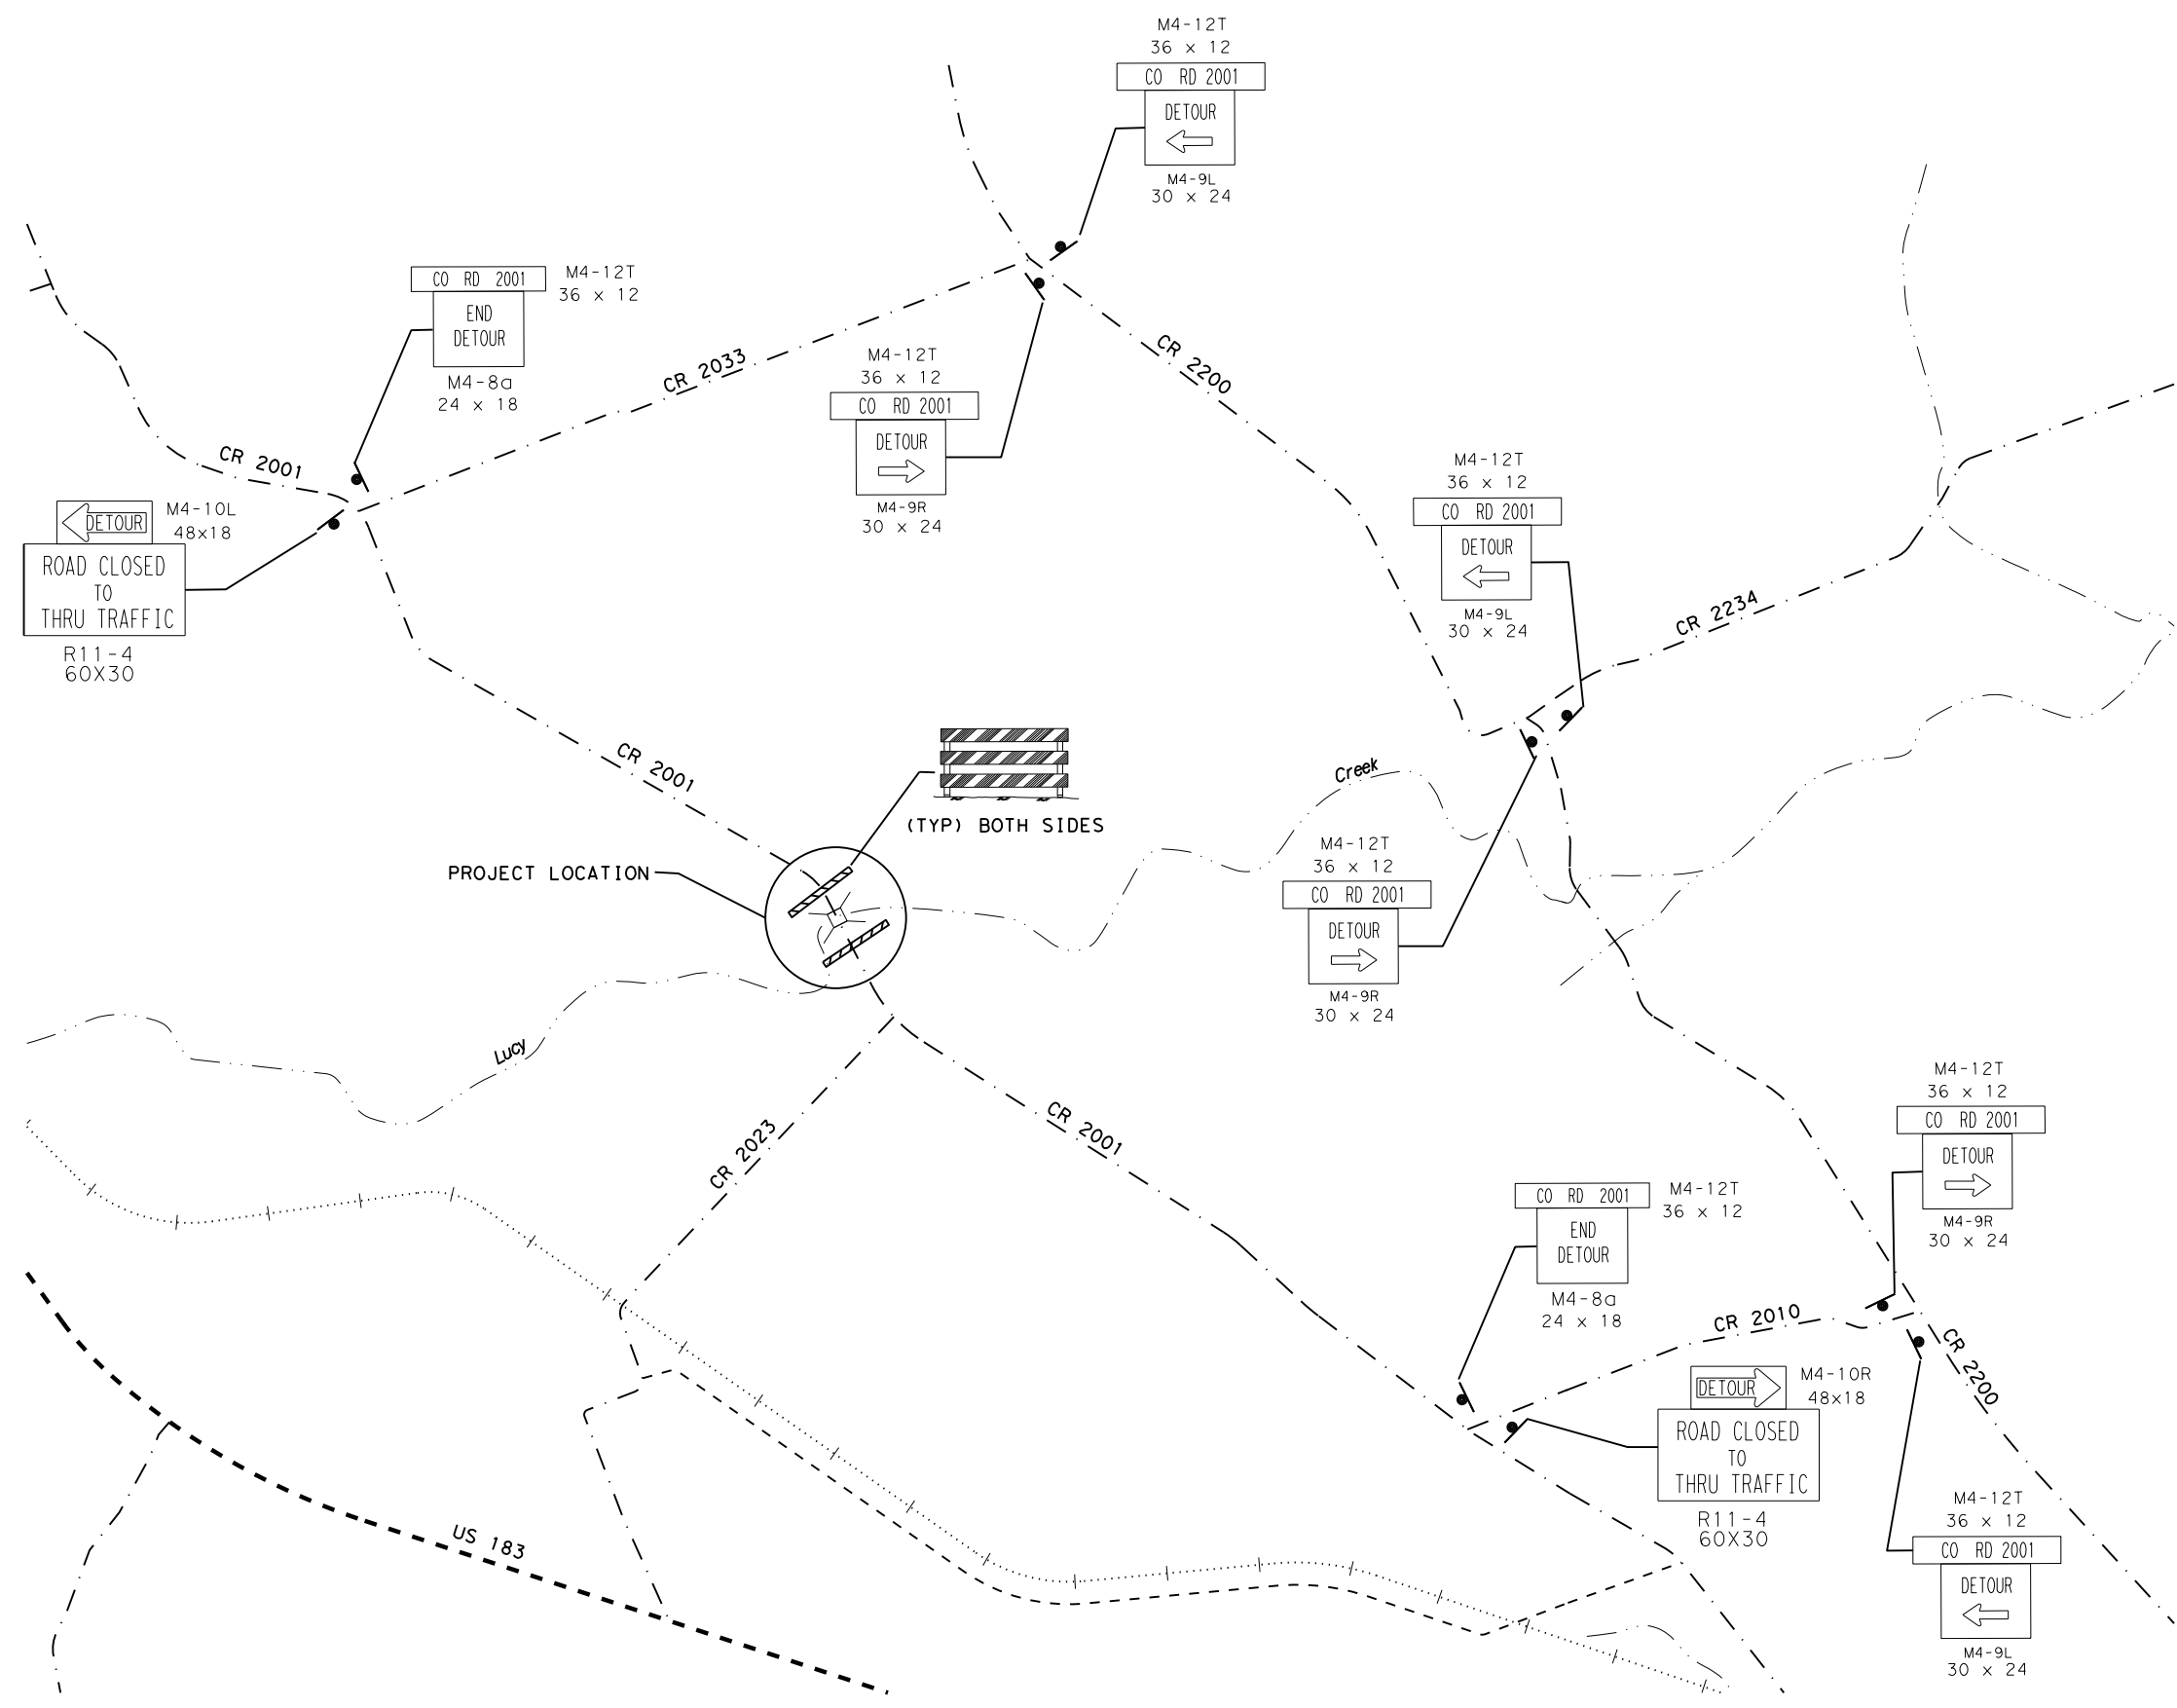 M4-12T
36 x 12
CO RD 2001
DETOUR
M4-9L
30 x 24
CO RD 2001
END
DETOUR
M4-12T
36 x 12
M4-8a
24 x 18
CR 2033
CR 2200
M4-12T
36 x 12
CO RD 2001
DETOUR
M4-9R
30 x 24
CR 2001
DETOUR
M4-10L
48x18
ROAD CLOSED
TO
THRU TRAFFIC
R11-4
60X30
M4-12T
36 x 12
CO RD 2001
DETOUR
M4-9L
30 x 24
CR 2234
CR 2001
(TYP) BOTH SIDES
PROJECT LOCATION
Creek
M4-12T
36 x 12
CO RD 2001
DETOUR
M4-9R
30 x 24
Lucy
CR 2023
CR 2001
M4-12T
36 x 12
CO RD 2001
DETOUR
M4-9R
30 x 24
CO RD 2001
END
DETOUR
M4-12T
36 x 12
M4-8a
24 x 18
CR 2010
CR 2200
DETOUR
M4-10R
48x18
ROAD CLOSED
TO
THRU TRAFFIC
R11-4
60X30
US 183
M4-12T
36 x 12
CO RD 2001
DETOUR
M4-9L
30 x 24